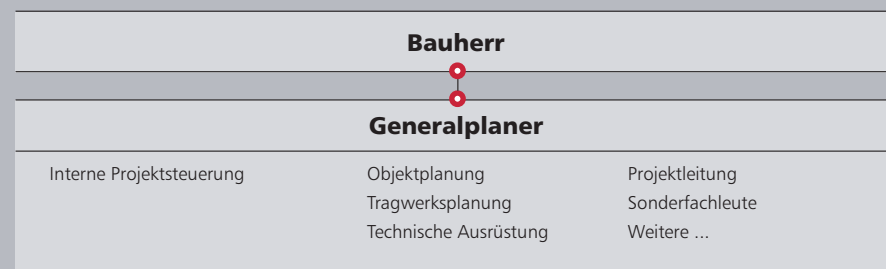 Bauherr
Generalplaner
Interne Projektsteuerung
Objektplanung
Tragwerksplanung
Technische Ausrüstung
Projektleitung
Sonderfachleute
Weitere ...